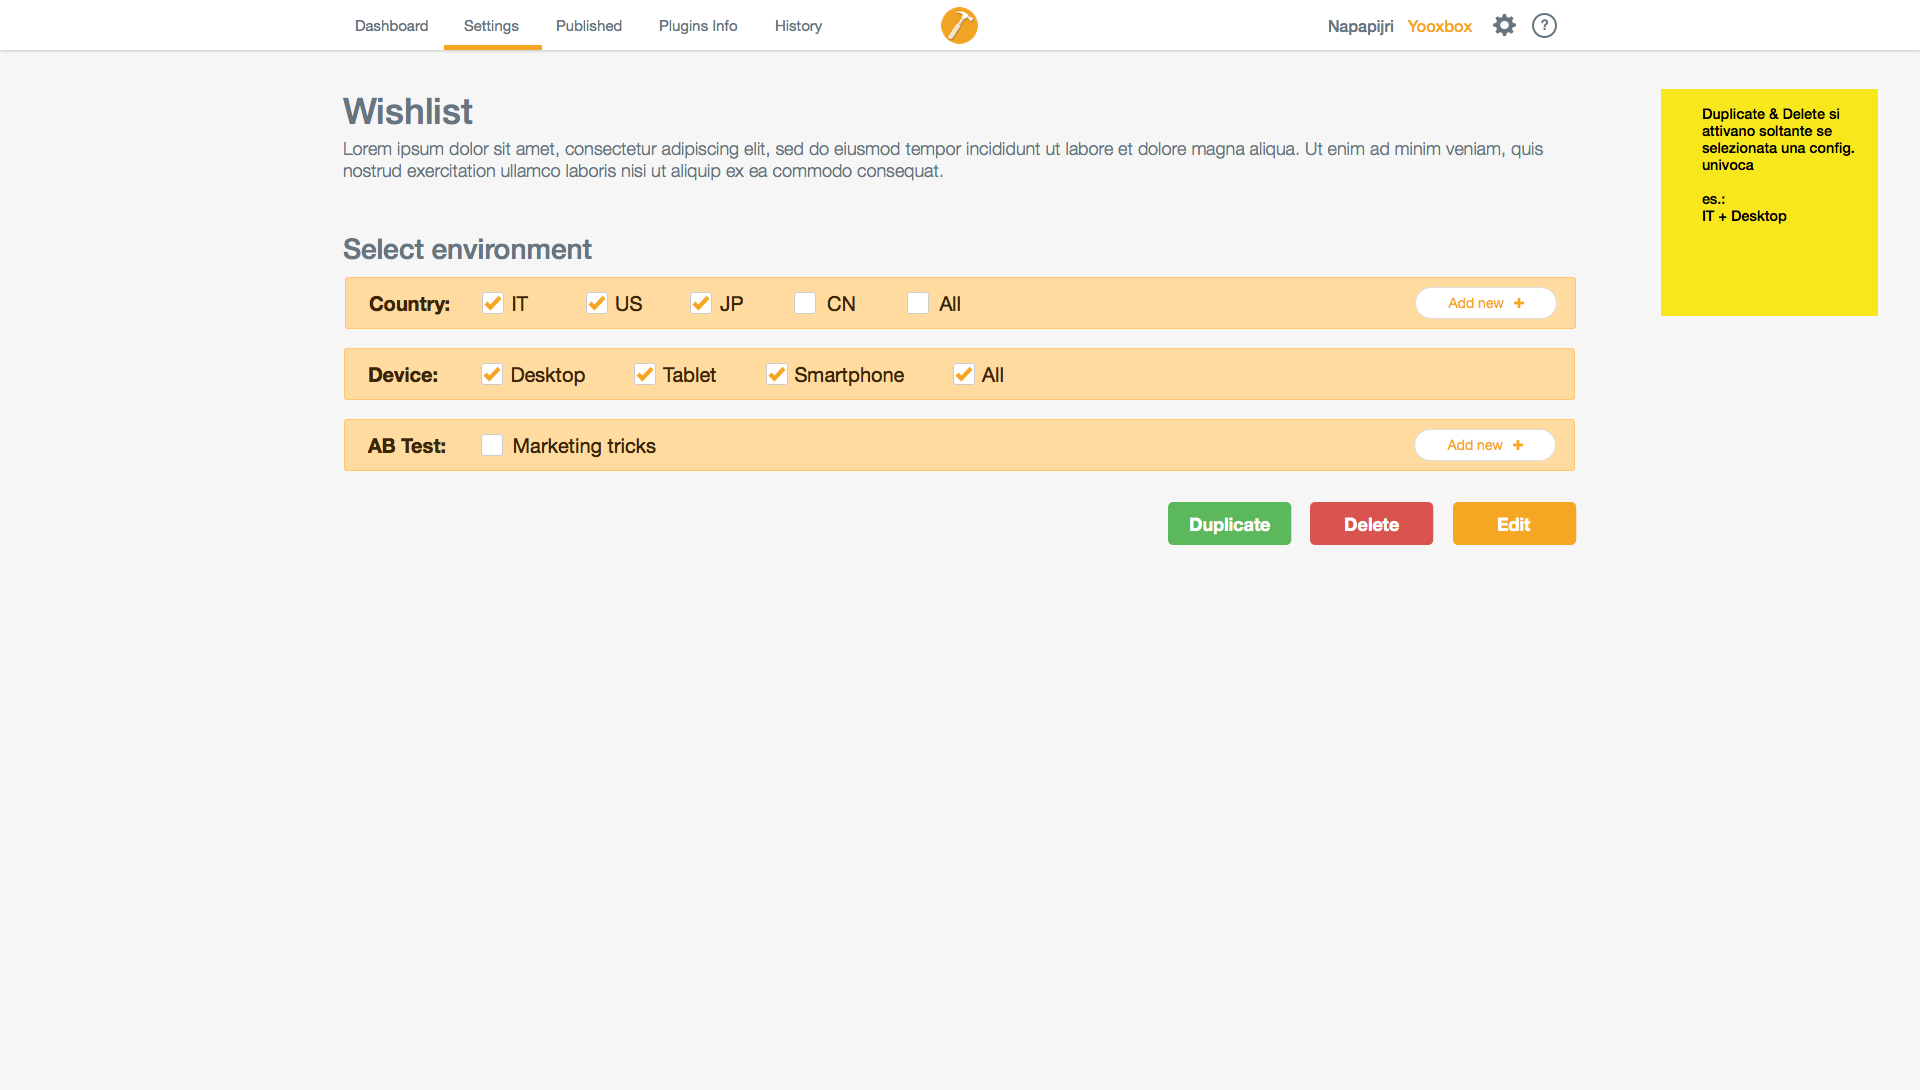 Dashboard Settings Published Plugins Info History Napapijri Yooxbox ?
Wishlist
Lorem ipsum dolor sit amet, consectetur adipiscing elit, sed do eiusmod tempor incididunt ut labore et dolore magna aliqua. Ut enim ad minim veniam, quis
nostrud exercitation ullamco laboris nisi ut aliquip ex ea commodo consequat.
Select environment
Country: IT US JP CN All Add new +
Device: Desktop Tablet Smartphone All
AB Test: Marketing tricks Add new +
Duplicate Delete Edit
Duplicate & Delete si
attivano soltante se
selezionata una config.
univoca
es.:
IT + Desktop